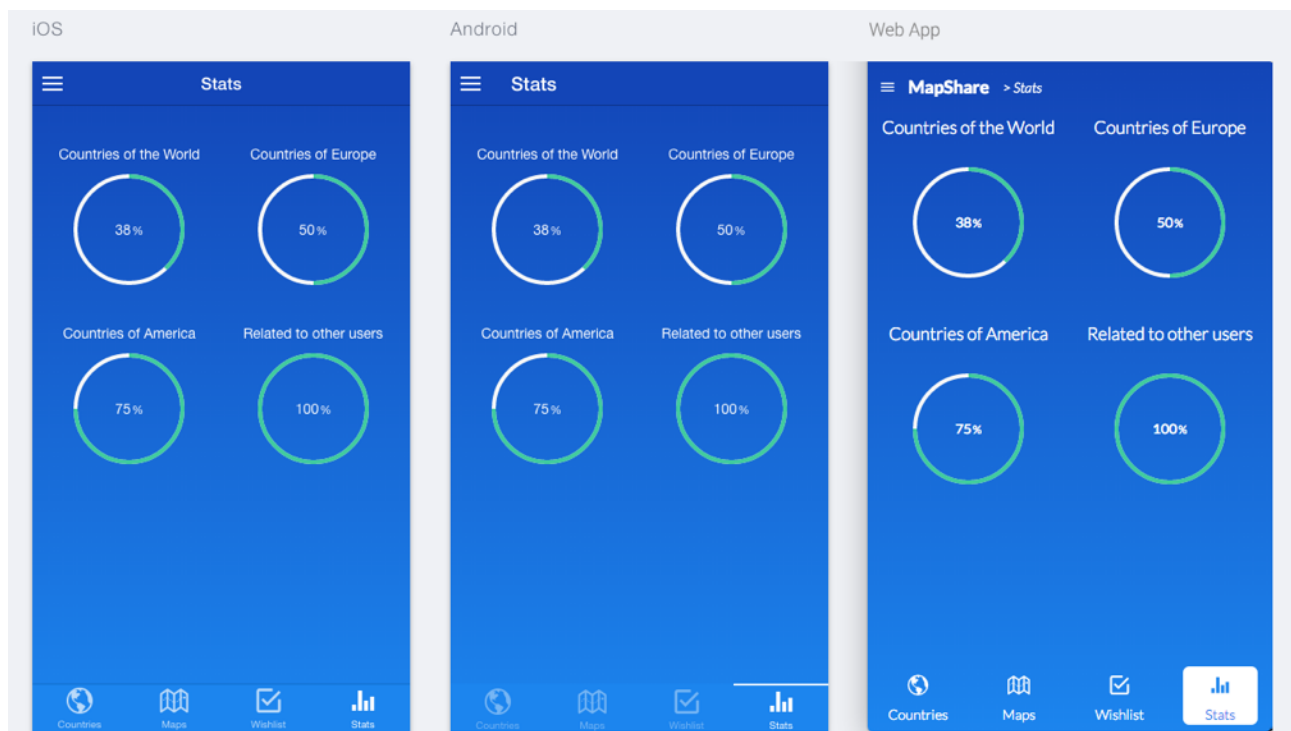 iOS
Stats
Countries of the World Countries of Europe
38% 50%
Countries of America Related to other users
75% 100%
Countries Maps Wishlist Stats
Android
Stats
Countries of the World Countries of Europe
38% 50%
Countries of America Related to other users
75% 100%
Countries Maps Wishlist Stats
Web App
MapShare > Stats
Countries of the World Countries of Europe
38% 50%
Countries of America Related to other users
75% 100%
Countries Maps Wishlist Stats